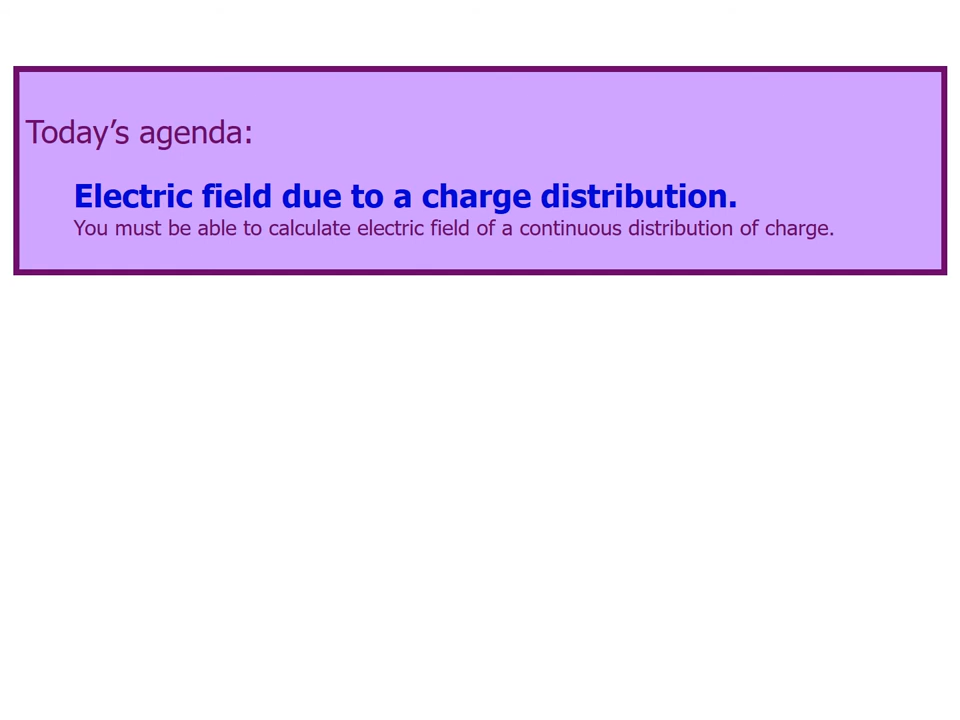 Today’s agenda:
Electric field due to a charge distribution.
You must be able to calculate electric field of a continuous distribution of charge.